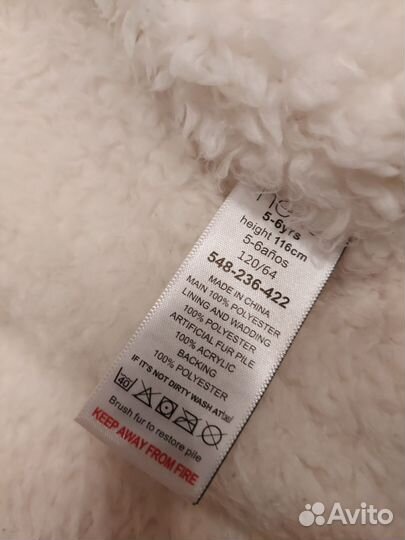 5-6yrs
height 116cm
5-6años
120/64
548-236-422
MADE IN CHINA
MAIN 100% POLYESTER
LINING AND WADDING
100% POLYESTER
ARTIFICIAL FUR PILE
100% ACRYLIC
BACKING
100% POLYESTER
IF IT'S NOT DIRTY WASH AT
40
Brush fur to restore pile
KEEP AWAY FROM FIRE
Avito